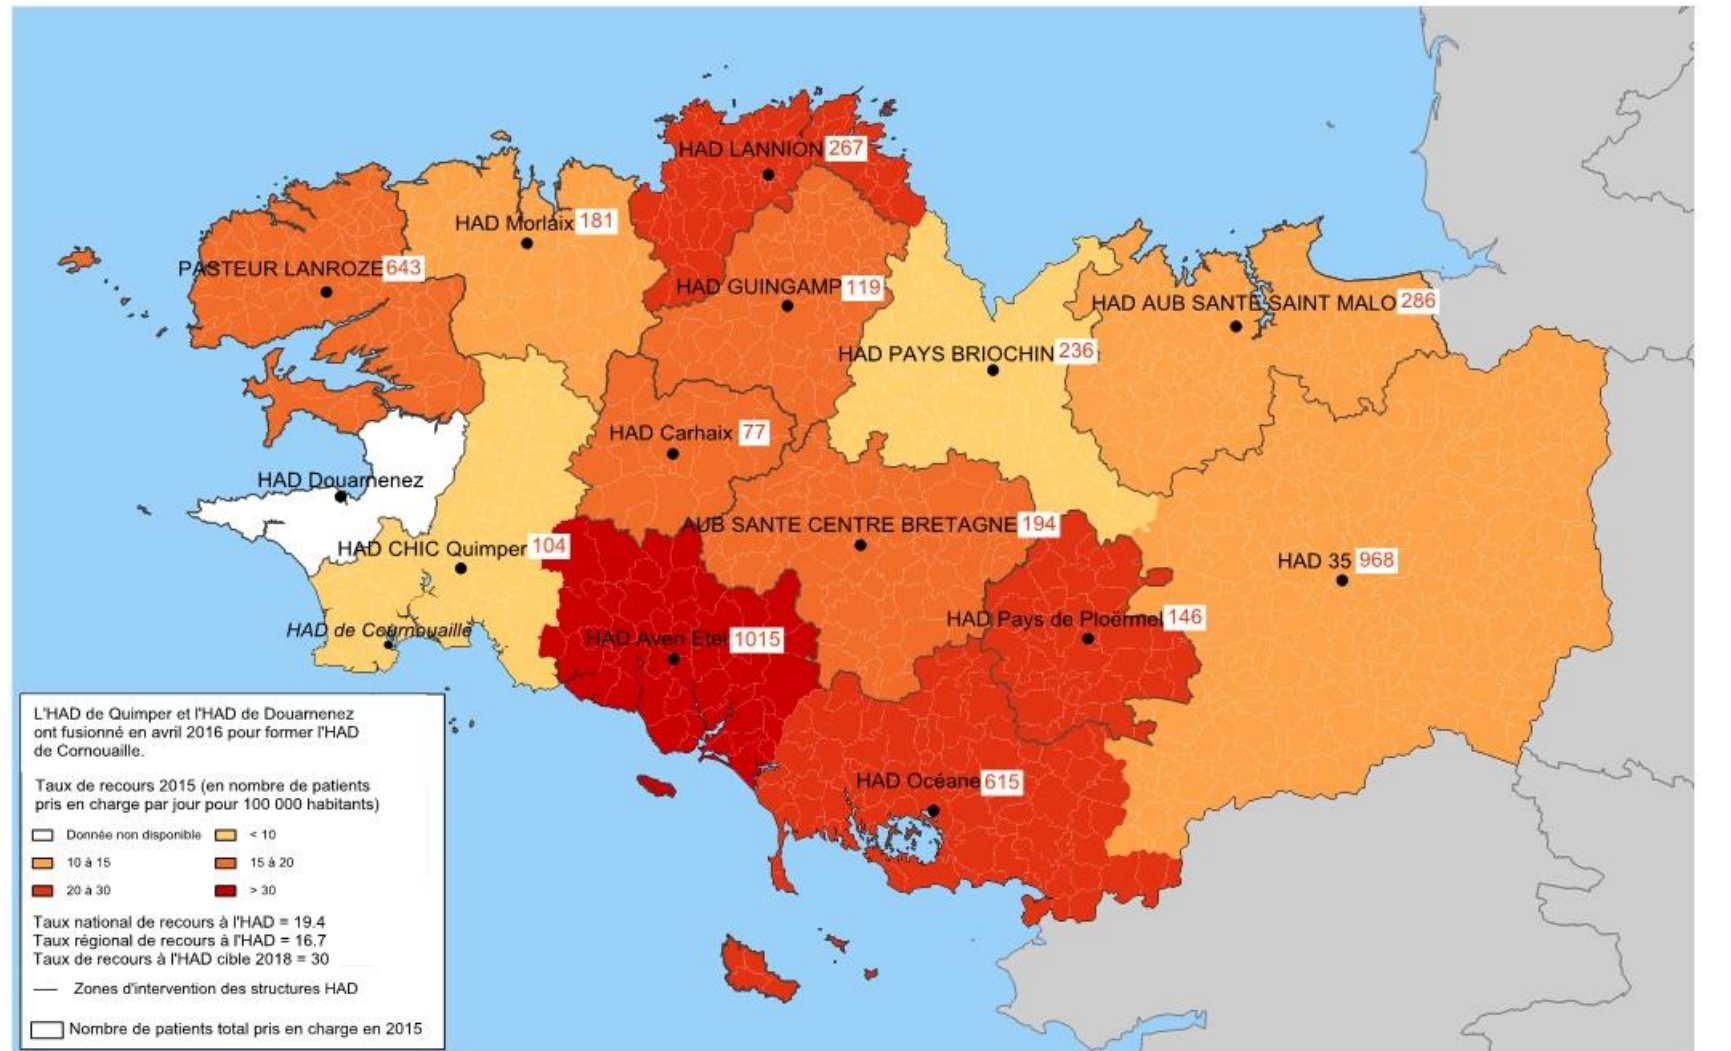 HAD LANNION 267
HAD Morlaix 181
PASTEUR LANROZE 643
HAD GUINGAMP 119
HAD AUB SANTE SAINT MALO 286
HAD PAYS BRIOCHIN 236
HAD Carhaix 77
HAD Douarnenez
AUB SANTE CENTRE BRETAGNE 194
HAD CHIC Quimper 104
HAD 35 968
HAD Pays de Ploërmel 146
HAD de Cournouaille
HAD Aven Etel 1015
HAD Océane 615
L'HAD de Quimper et l'HAD de Douarnenez
ont fusionné en avril 2016 pour former l'HAD
de Cornouaille.
Taux de recours 2015 (en nombre de patients
pris en charge par jour pour 100 000 habitants)
Donnée non disponible < 10
10 à 15 15 à 20
20 à 30 > 30
Taux national de recours à l'HAD = 19.4
Taux régional de recours à l'HAD = 16.7
Taux de recours à l'HAD cible 2018 = 30
Zones d'intervention des structures HAD
Nombre de patients total pris en charge en 2015